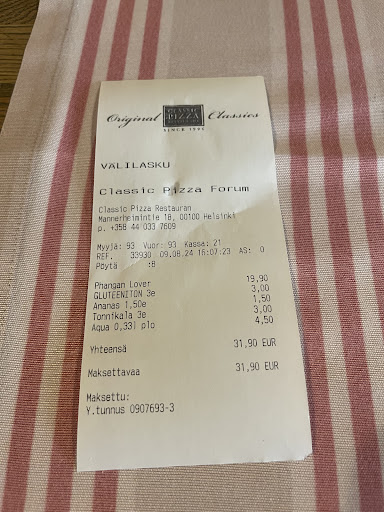 Original CLASSIC PIZZA Classics
SINCE 1991
VÄLILASKU
Classic Pizza Forum
Classic Pizza Restauran
Mannerheimintie 18, 00100 Helsinki
p. +358 44 033 7609
Myyjä: 93 Vuor: 93 Kassa: 21
REF. 33930 09.08.24 16:07:23 AS: 0
Pöytä :8
Phangan Lover 19,90
GLUTEENITON 3e 3,00
Ananas 1,50e 1,50
Tonnikala 3e 3,00
Aqua 0,33l plo 4,50
Yhteensä 31,90 EUR
Maksettavaa 31,90 EUR
Maksettu:
Y.tunnus 0907693-3